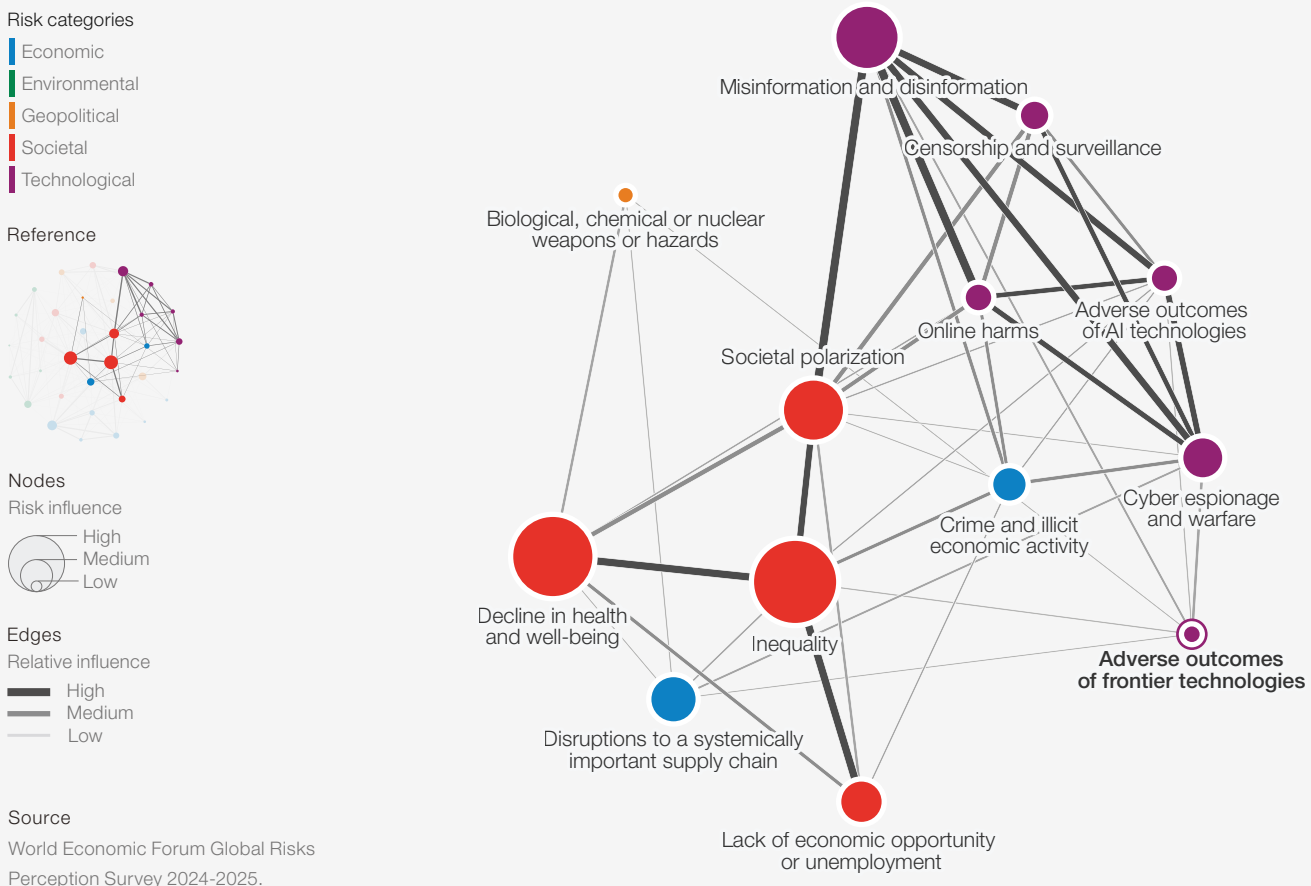 Risk categories
Economic
Environmental
Geopolitical
Societal
Technological
Reference
Nodes
Risk influence
High
Medium
Low
Edges
Relative influence
High
Medium
Low
Source
World Economic Forum Global Risks
Perception Survey 2024-2025.
Misinformation and disinformation
Censorship and surveillance
Biological, chemical or nuclear
weapons or hazards
Online harms
Adverse outcomes
of AI technologies
Societal polarization
Cyber espionage
and warfare
Crime and illicit
economic activity
Decline in health
and well-being
Inequality
Adverse outcomes
of frontier technologies
Disruptions to a systemically
important supply chain
Lack of economic opportunity
or unemployment